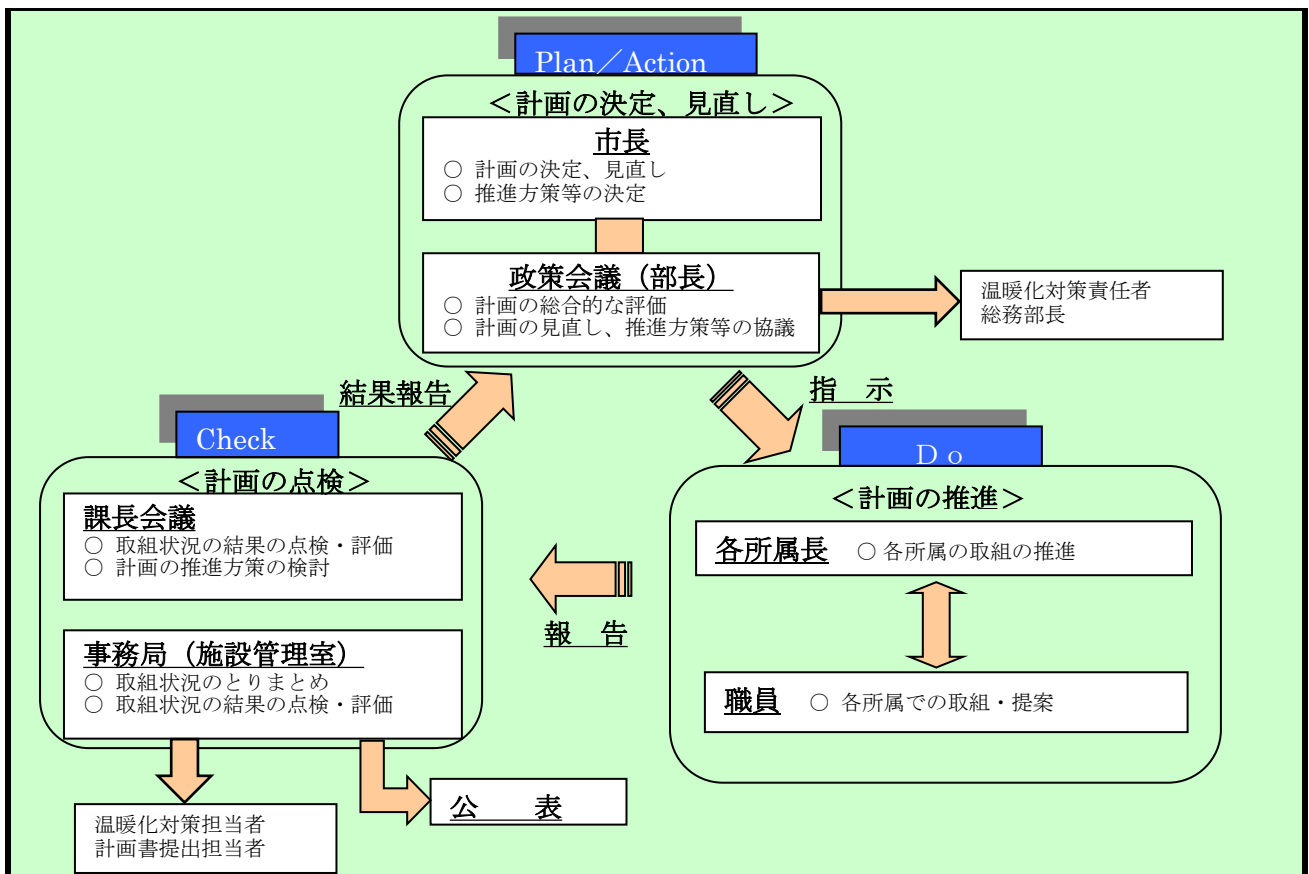 Plan／Action
＜計画の決定、見直し＞
市長
○ 計画の決定、見直し
○ 推進方策等の決定
政策会議（部長）
○ 計画の総合的な評価
○ 計画の見直し、推進方策等の協議
温暖化対策責任者
総務部長
結果報告
指　示
Check
＜計画の点検＞
課長会議
○ 取組状況の結果の点検・評価
○ 計画の推進方策の検討
事務局（施設管理室）
○ 取組状況のとりまとめ
○ 取組状況の結果の点検・評価
報　告
Ｄｏ
＜計画の推進＞
各所属長　○ 各所属の取組の推進
職員　○ 各所属での取組・提案
温暖化対策担当者
計画書提出担当者
公　　表